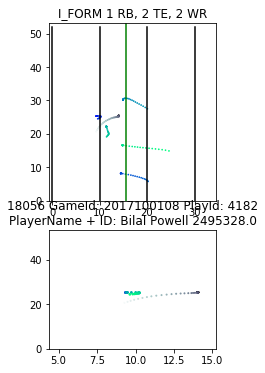 I_FORM 1 RB, 2 TE, 2 WR
50
40
30
20
10
0
0 10 20 30
18056 GameId: 2017100108 PlayId: 4182
PlayerName + ID: Bilal Powell 2495328.0
40
20
0
5.0 7.5 10.0 12.5 15.0